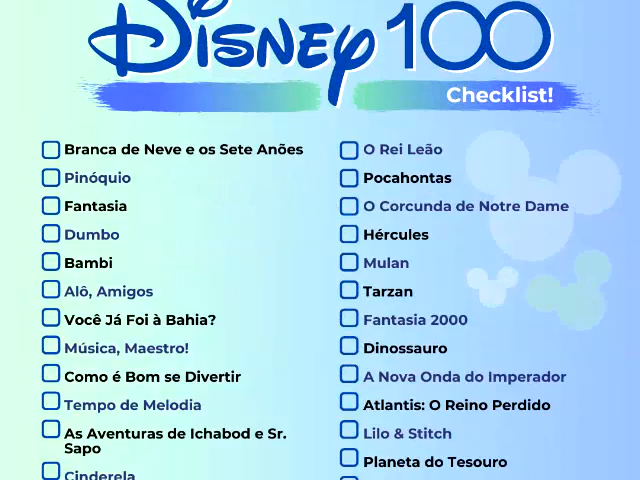 Disney 100
Checklist!
Branca de Neve e os Sete Anões
Pinóquio
Fantasia
Dumbo
Bambi
Alô, Amigos
Você Já Foi à Bahia?
Música, Maestro!
Como é Bom se Divertir
Tempo de Melodia
As Aventuras de Ichabod e Sr.
Sapo
Cinderela
O Rei Leão
Pocahontas
O Corcunda de Notre Dame
Hércules
Mulan
Tarzan
Fantasia 2000
Dinossauro
A Nova Onda do Imperador
Atlantis: O Reino Perdido
Lilo & Stitch
Planeta do Tesouro